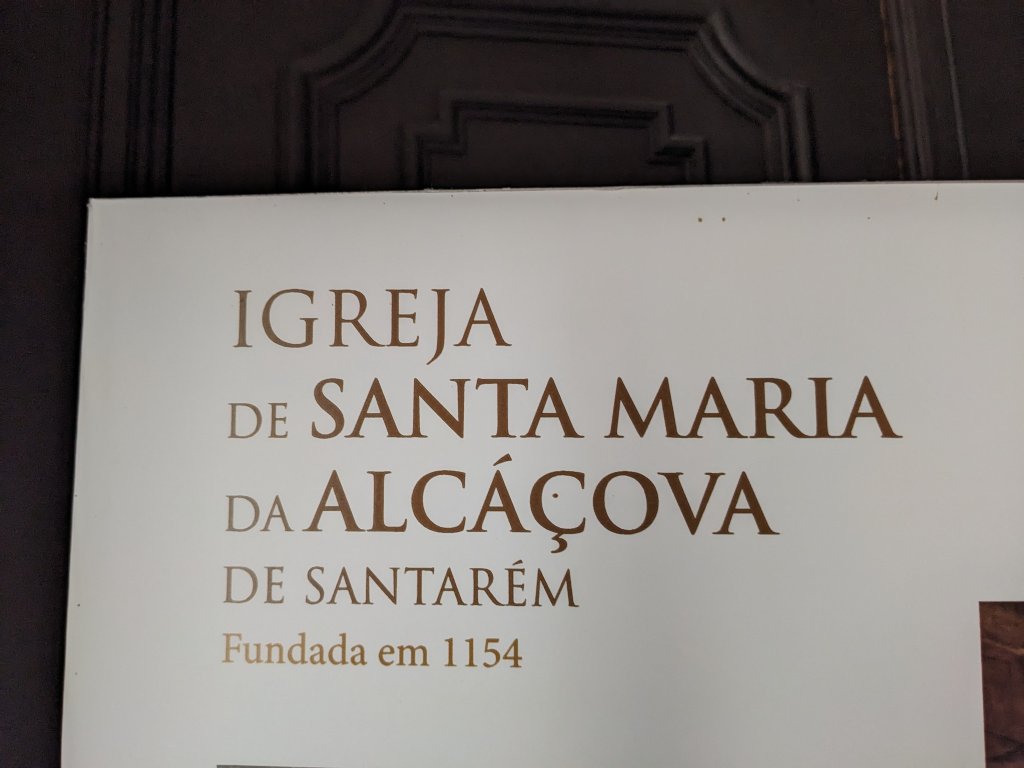 IGREJA
DE SANTA MARIA
DA ALCÁÇOVA
DE SANTARÉM
Fundada em 1154